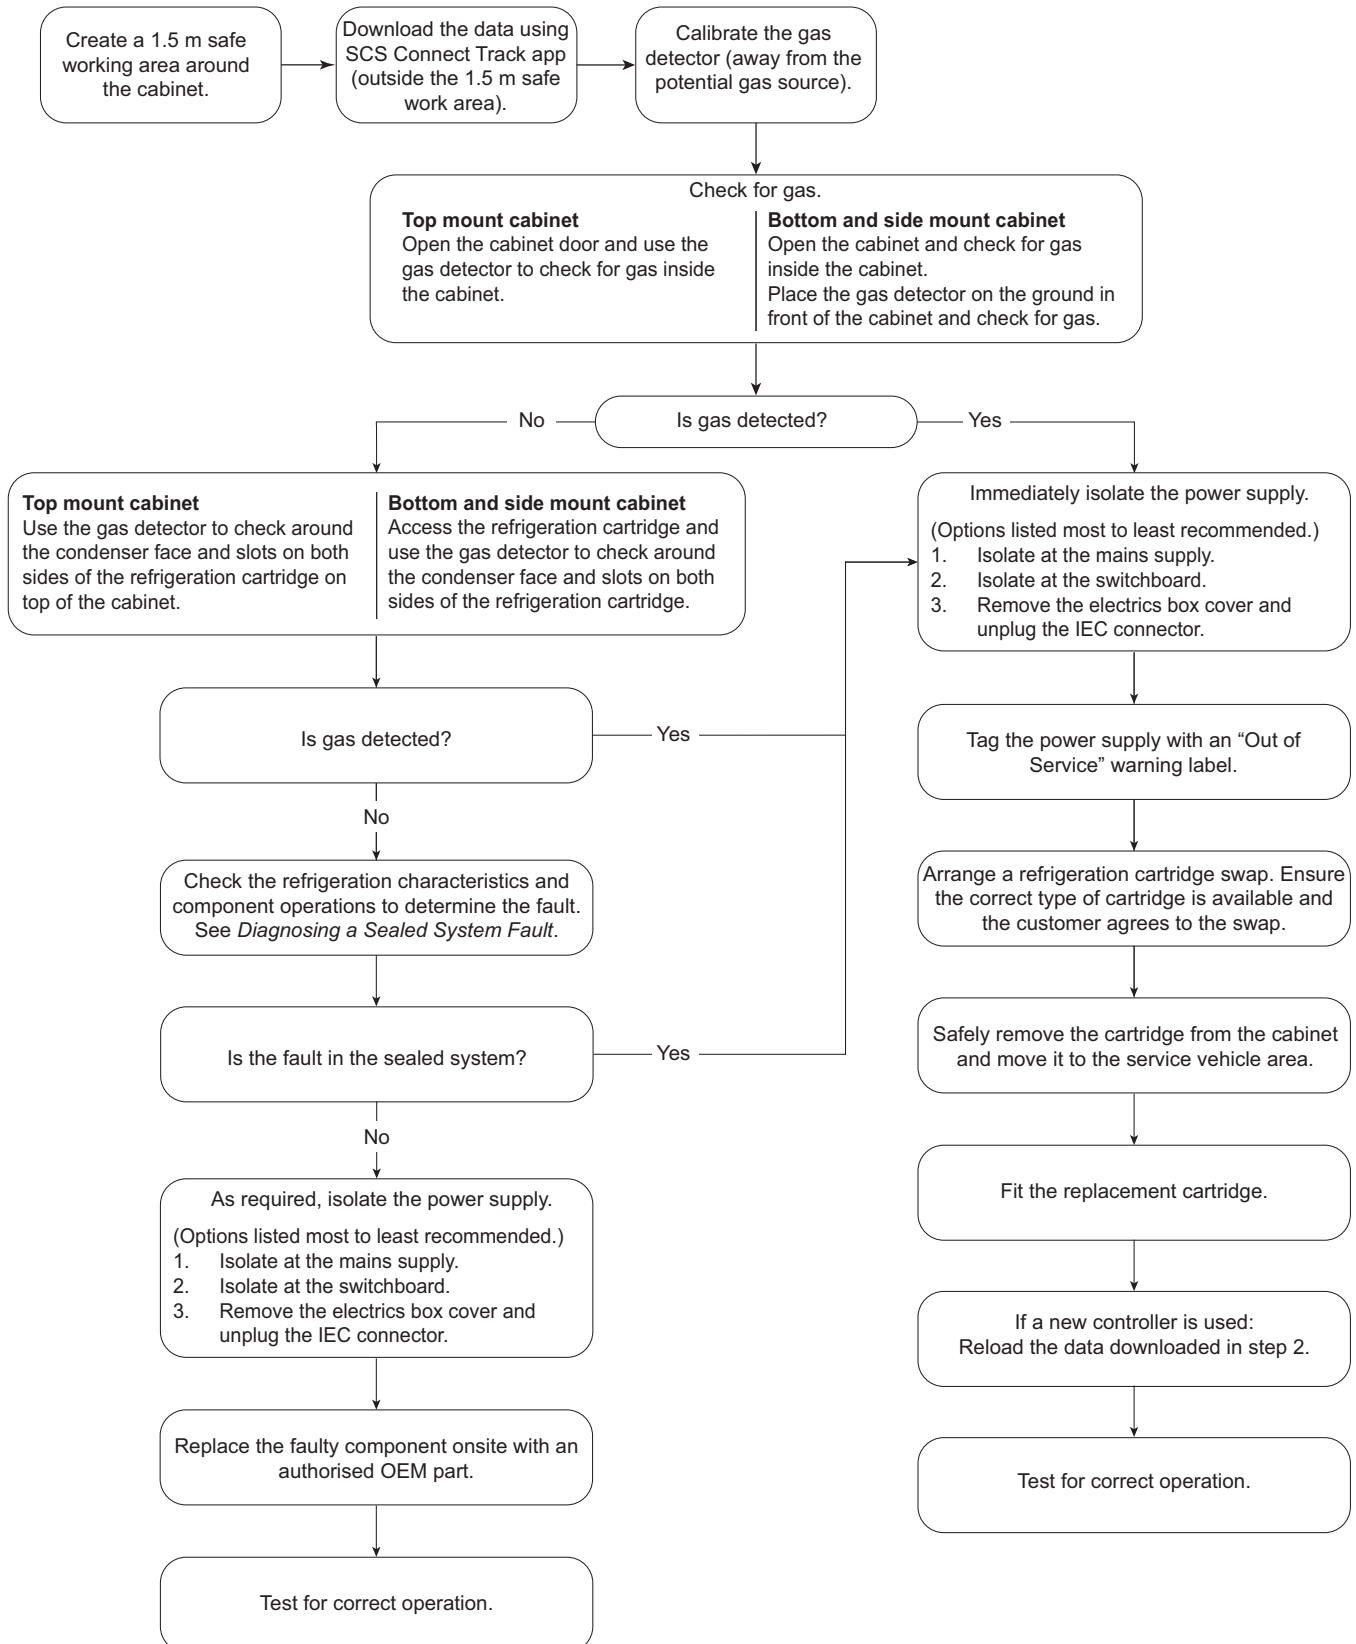 Create a 1.5 m safe
working area around
the cabinet.
Download the data using
SCS Connect Track app
(outside the 1.5 m safe
work area).
Calibrate the gas
detector (away from the
potential gas source).
Check for gas.
Top mount cabinet
Open the cabinet door and use the
gas detector to check for gas inside
the cabinet.
Bottom and side mount cabinet
Open the cabinet and check for gas
inside the cabinet.
Place the gas detector on the ground in
front of the cabinet and check for gas.
Is gas detected?
No
Yes
Top mount cabinet
Use the gas detector to check around
the condenser face and slots on both
sides of the refrigeration cartridge on
top of the cabinet.
Bottom and side mount cabinet
Access the refrigeration cartridge and
use the gas detector to check around
the condenser face and slots on both
sides of the refrigeration cartridge.
Is gas detected?
Yes
No
Check the refrigeration characteristics and
component operations to determine the fault.
See Diagnosing a Sealed System Fault.
Is the fault in the sealed system?
Yes
No
As required, isolate the power supply.
(Options listed most to least recommended.)
1. Isolate at the mains supply.
2. Isolate at the switchboard.
3. Remove the electrics box cover and
unplug the IEC connector.
Replace the faulty component onsite with an
authorised OEM part.
Test for correct operation.
Immediately isolate the power supply.
(Options listed most to least recommended.)
1. Isolate at the mains supply.
2. Isolate at the switchboard.
3. Remove the electrics box cover and
unplug the IEC connector.
Tag the power supply with an “Out of
Service” warning label.
Arrange a refrigeration cartridge swap. Ensure
the correct type of cartridge is available and
the customer agrees to the swap.
Safely remove the cartridge from the cabinet
and move it to the service vehicle area.
Fit the replacement cartridge.
If a new controller is used:
Reload the data downloaded in step 2.
Test for correct operation.